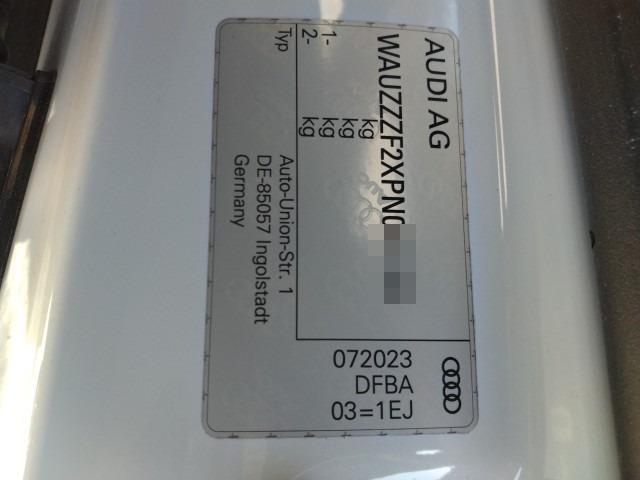 AUDI AG
WAUZZZF2XPN0
kg
kg
1- kg
2- kg
Typ
Auto-Union-Str. 1
DE-85057 Ingolstadt
Germany
072023
DFBA
03=1EJ